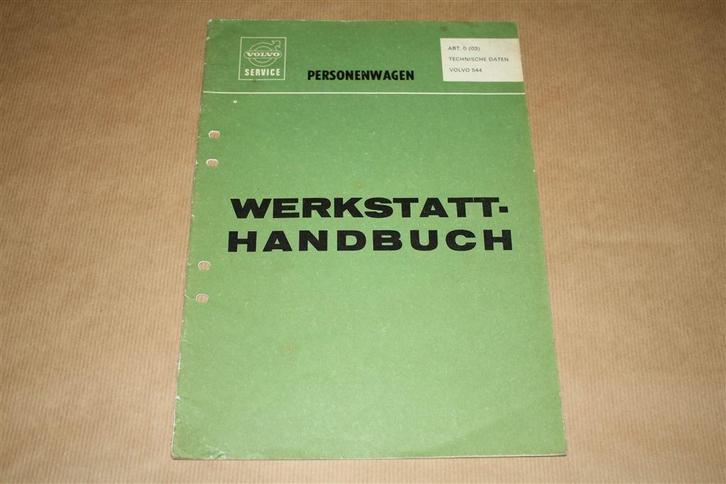 VOLVO
SERVICE
PERSONENWAGEN
ABT. 0 (03)
TECHNISCHE DATEN
VOLVO 544
WERKSTATT-
HANDBUCH